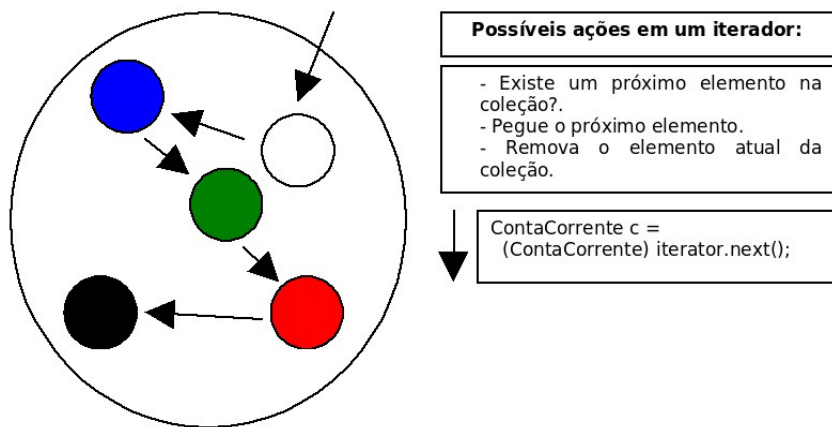 Possíveis ações em um iterador:
- Existe um próximo elemento na
coleção?.
- Pegue o próximo elemento.
- Remova o elemento atual da
coleção.
ContaCorrente c =
(ContaCorrente) iterator.next();